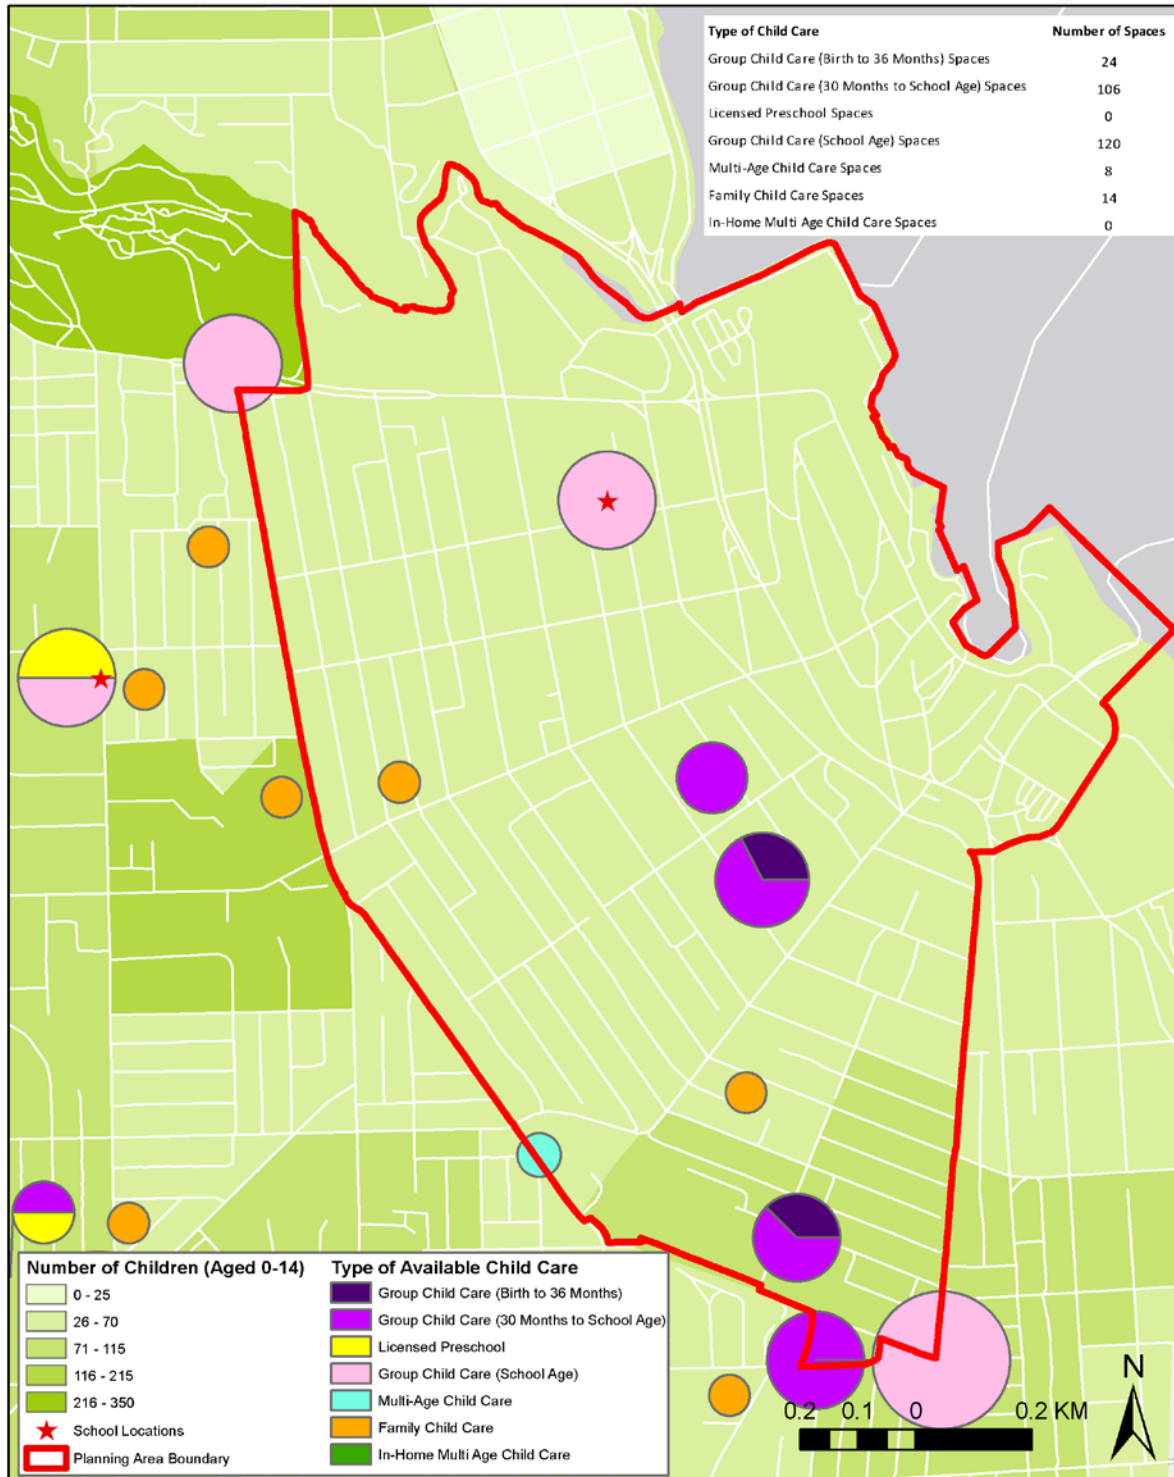 Type of Child Care Number of Spaces
Group Child Care (Birth to 36 Months) Spaces 24
Group Child Care (30 Months to School Age) Spaces 106
Licensed Preschool Spaces 0
Group Child Care (School Age) Spaces 120
Multi-Age Child Care Spaces 8
Family Child Care Spaces 14
In-Home Multi Age Child Care Spaces 0
Number of Children (Aged 0-14)
0 - 25
26 - 70
71 - 115
116 - 215
216 - 350
School Locations
Planning Area Boundary
Type of Available Child Care
Group Child Care (Birth to 36 Months)
Group Child Care (30 Months to School Age)
Licensed Preschool
Group Child Care (School Age)
Multi-Age Child Care
Family Child Care
In-Home Multi Age Child Care
0.2 0.1 0 0.2 KM
N